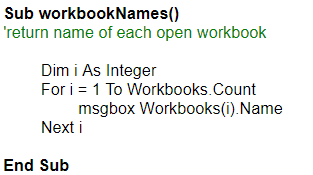 Sub workbookNames()
'return name of each open workbook
Dim i As Integer
For i = 1 To Workbooks.Count
msgbox Workbooks(i).Name
Next i
End Sub